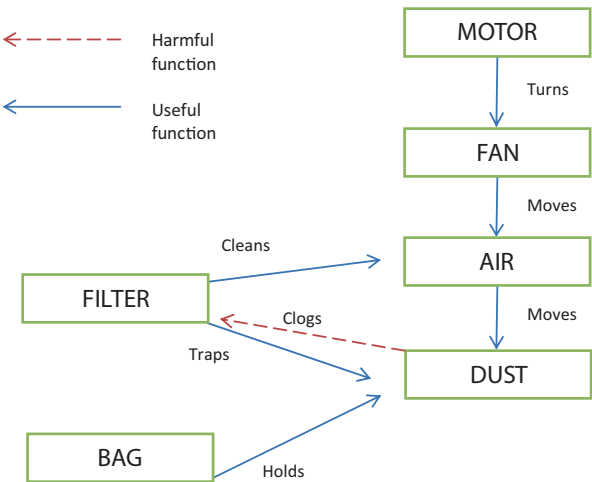 Harmful
function
Useful
function
MOTOR
Turns
FAN
Moves
Cleans
AIR
FILTER
Clogs
Moves
Traps
DUST
BAG
Holds